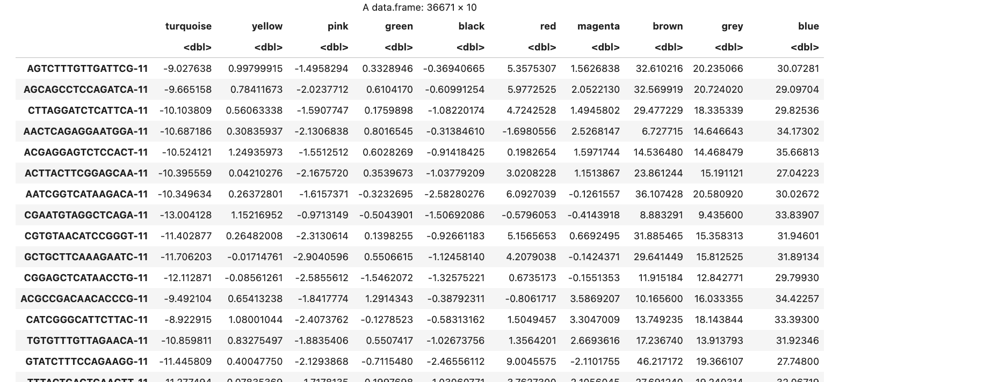 A data.frame: 36671 × 10
turquoise yellow pink green black red magenta brown grey blue
<dbl> <dbl> <dbl> <dbl> <dbl> <dbl> <dbl> <dbl> <dbl> <dbl>
AGTCTTTGTTGATTCG-11 -9.027638 0.99799915 -1.4958294 0.3328946 -0.36940665 5.3575307 1.5626838 32.610216 20.235066 30.07281
AGCAGCCTCCAGATCA-11 -9.665158 0.78411673 -2.0237712 0.6104170 -0.60991254 5.9772525 2.0522130 32.569919 20.724020 29.09704
CTTAGGATCTCATTCA-11 -10.103809 0.56063338 -1.5907747 0.1759898 -1.08220174 4.7242528 1.4945802 29.477229 18.335339 29.82536
AACTCAGAGGAATGGA-11 -10.687186 0.30835937 -2.1306838 0.8016545 -0.31384610 -1.6980556 2.5268147 6.727715 14.646643 34.17302
ACGAGGAGTCTCCACT-11 -10.524121 1.24935973 -1.5512512 0.6028269 -0.91418425 0.1982654 1.5971744 14.536480 14.468479 35.66813
ACTTACTTCGGAGCAA-11 -10.395559 0.04210276 -2.1675720 0.3539673 -1.03779209 3.0208228 1.1513867 23.861244 15.191121 27.04223
AATCGGTCATAAGACA-11 -10.349634 0.26372801 -1.6157371 -0.3232695 -2.58280276 6.0927039 -0.1261557 36.107428 20.580920 30.02672
CGAATGTAGGCTCAGA-11 -13.004128 1.15216952 -0.9713149 -0.5043901 -1.50692086 -0.5796053 -0.4143918 8.883291 9.435600 33.83907
CGTGTAACATCCGGGT-11 -11.402877 0.26482008 -2.3130614 0.1398255 -0.92661183 5.1565653 0.6692495 31.885465 15.358313 31.94601
GCTGCTTCAAAGAATC-11 -11.706203 -0.01714761 -2.9040596 0.5506615 -1.12458140 4.2079038 -0.1424371 29.641449 15.812525 31.89134
CGGAGCTCATAACCTG-11 -12.112871 -0.08561261 -2.5855612 -1.5462072 -1.32575221 0.6735173 -0.1551353 11.915184 12.842771 29.79930
ACGCCGACAACACCCG-11 -9.492104 0.65413238 -1.8417774 1.2914343 -0.38792311 -0.8061717 3.5869207 10.165600 16.033355 34.42257
CATCGGGCATTCTTAC-11 -8.922915 1.08001044 -2.4073762 -0.1278523 -0.58313162 1.5049457 3.3047009 13.749235 18.143844 33.39300
TGTGTTTGTTAGAACA-11 -10.859811 0.83275497 -1.8835406 0.5507417 -1.02673756 1.3564201 2.6693616 17.236740 13.913793 31.92346
GTATCTTTCCAGAAGG-11 -11.445809 0.40047750 -2.1293868 -0.7115480 -2.46556112 9.0045575 -2.1101755 46.217172 19.366107 27.74800